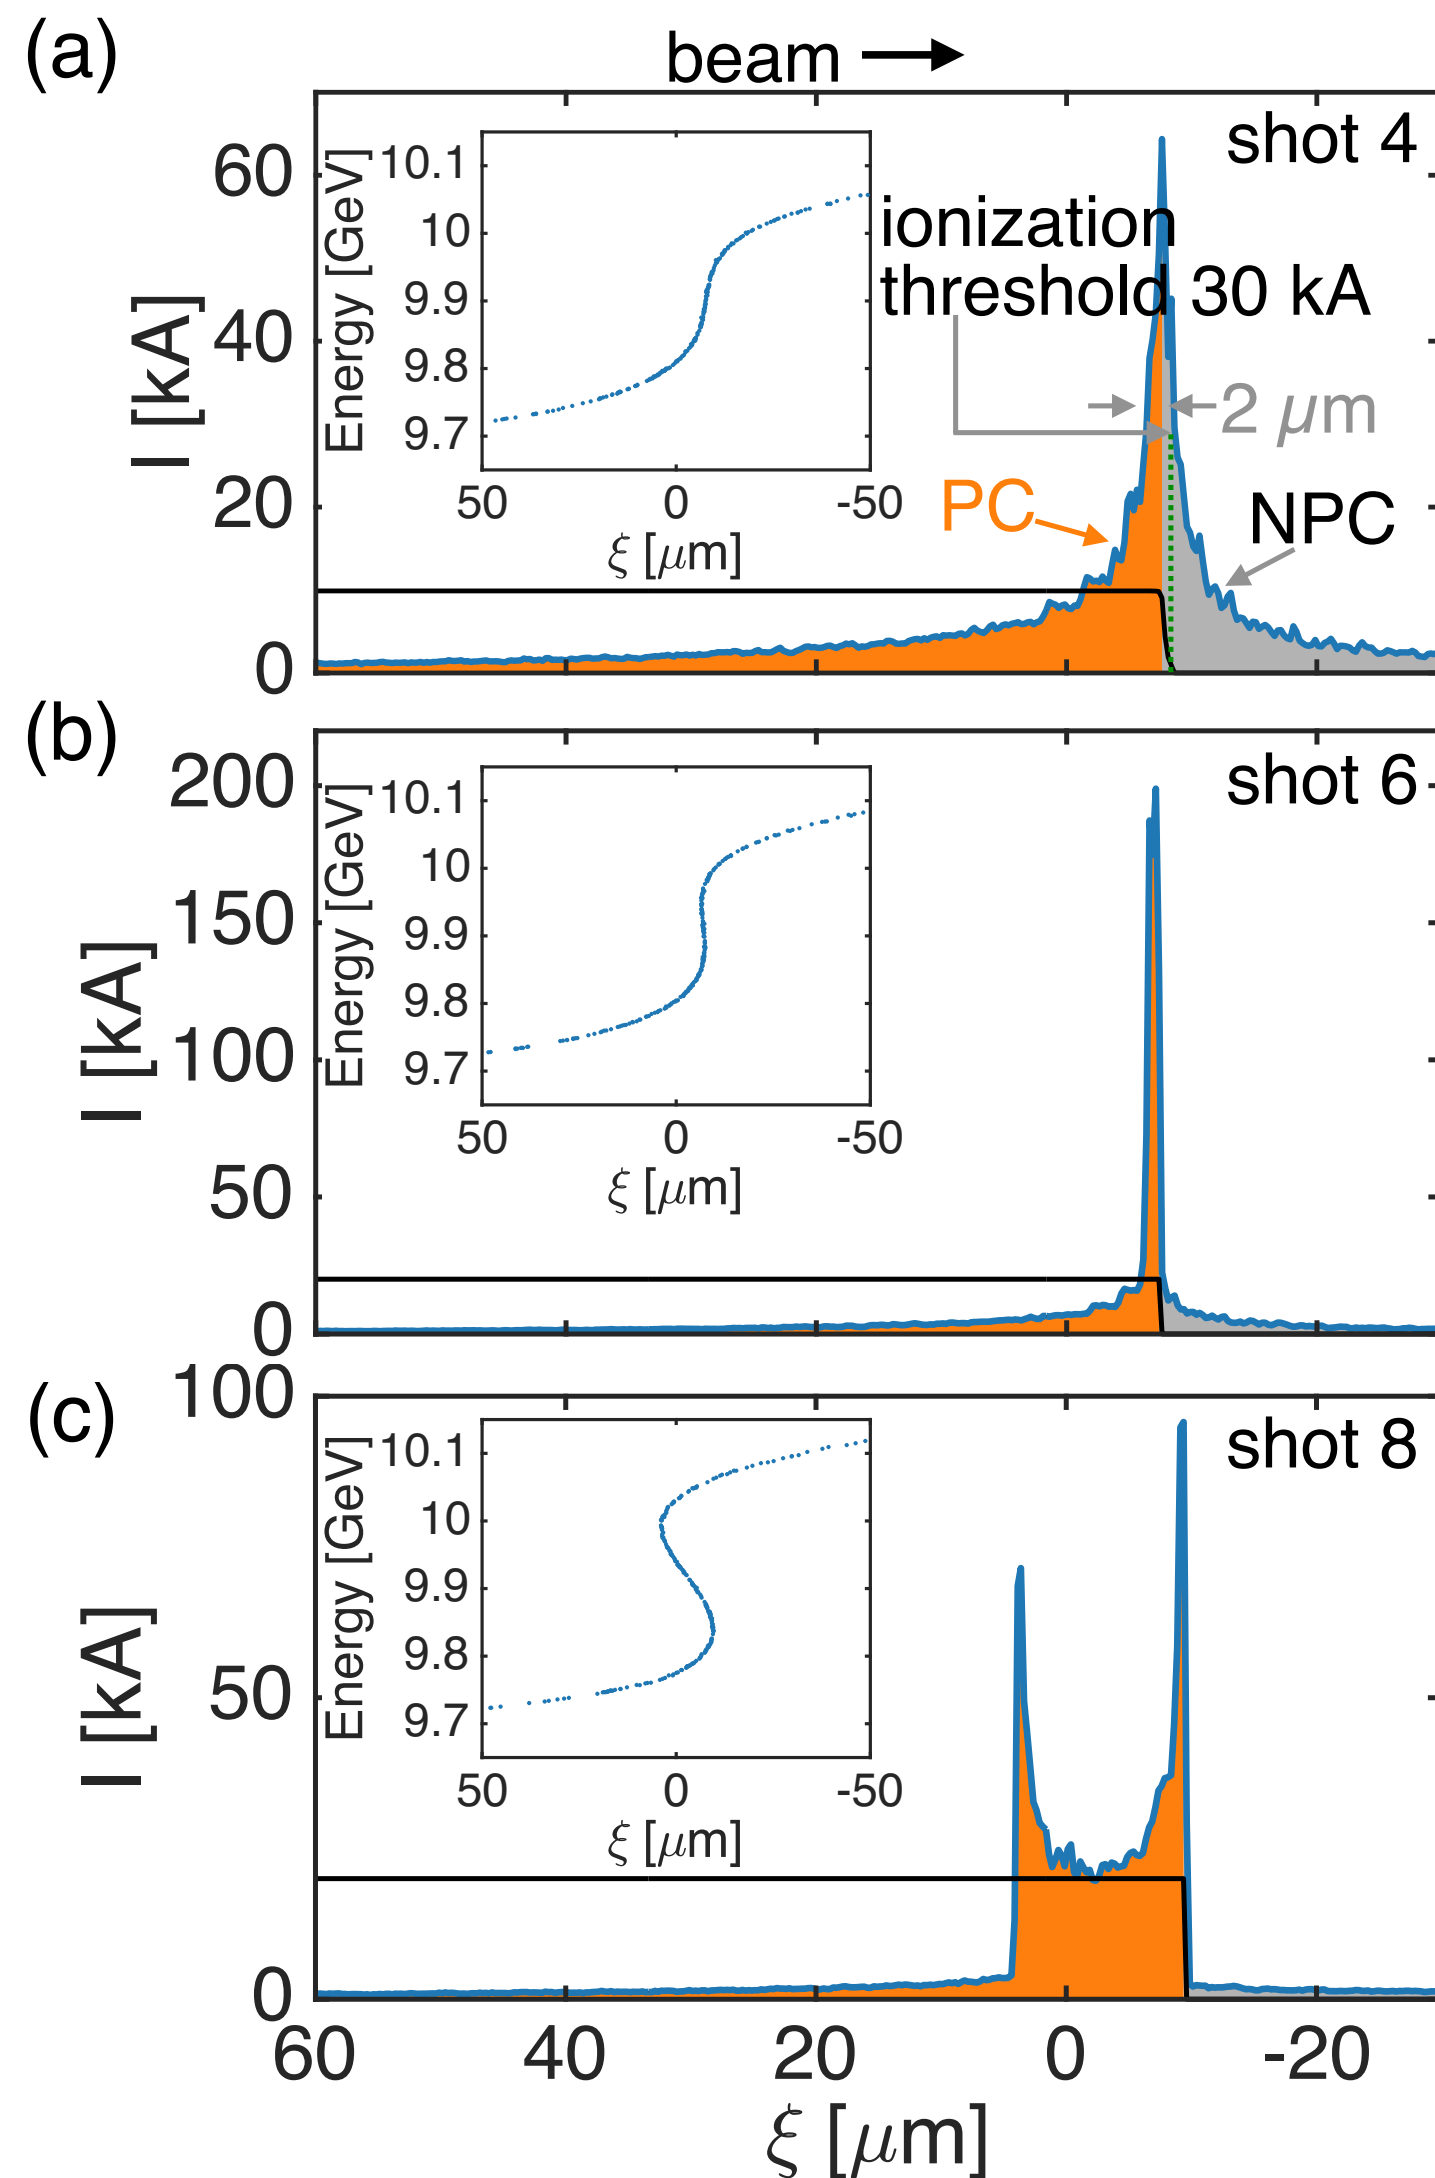 (a)
beam
shot 4
I [kA]
60
40
20
0
Energy [GeV]
10.1
10
9.9
9.8
9.7
50 0 -50
ξ [μm]
ionization
threshold 30 kA
2 μm
PC
NPC
(b)
shot 6
I [kA]
200
150
100
50
0
Energy [GeV]
10.1
10
9.9
9.8
9.7
50 0 -50
ξ [μm]
(c)
shot 8
I [kA]
100
50
0
Energy [GeV]
10.1
10
9.9
9.8
9.7
50 0 -50
ξ [μm]
60 40 20 0 -20
ξ [μm]